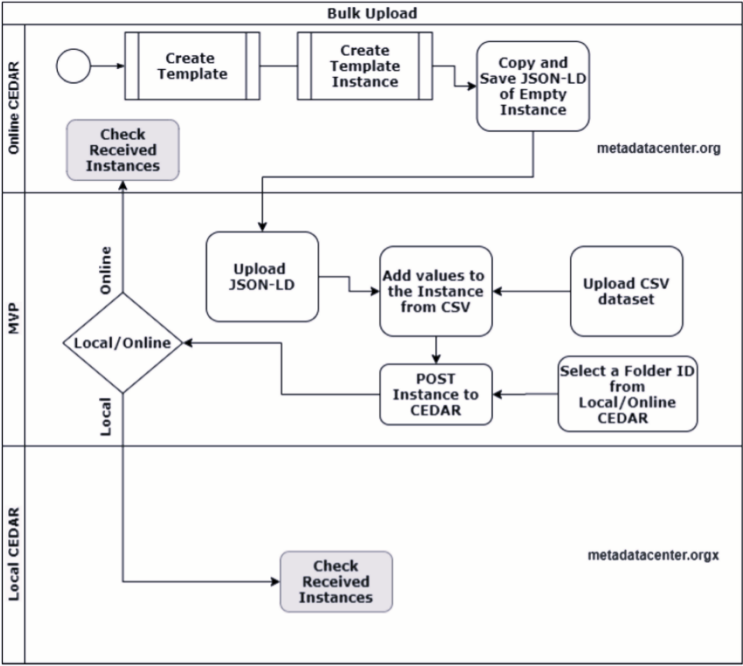 Bulk Upload
Online CEDAR
Create
Template
Create
Template
Instance
Copy and
Save JSON-LD
of Empty
Instance
Check
Received
Instances
metadatacenter.org
MVP
Online
Upload
JSON-LD
Add values to
the Instance
from CSV
Upload CSV
dataset
Local/Online
POST
Instance to
CEDAR
Select a Folder ID
from
Local/Online
CEDAR
Local
Local CEDAR
Check
Received
Instances
metadatacenter.orgx